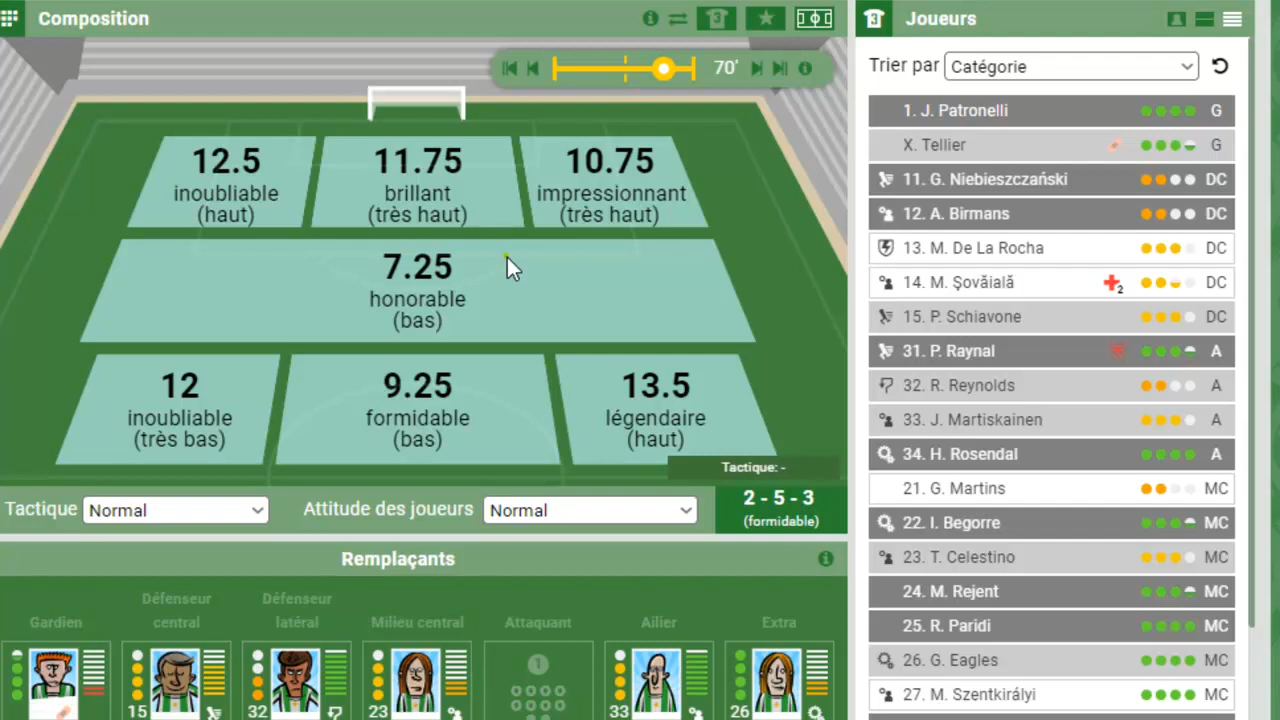 Composition
3
70'
12.5
inoubliable
(haut)
11.75
brillant
(très haut)
10.75
impressionnant
(très haut)
7.25
honorable
(bas)
12
inoubliable
(très bas)
9.25
formidable
(bas)
13.5
légendaire
(haut)
Tactique: -
Tactique Normal
Attitude des joueurs Normal
2 - 5 - 3
(formidable)
Remplaçants
Gardien
Défenseur central
Défenseur latéral
Milieu central
Attaquant
Ailier
Extra
1
15
32
23
33
26
3 Joueurs
Trier par Catégorie
1. J. Patronelli G
X. Tellier G
11. G. Niebieszczański DC
12. A. Birmans DC
13. M. De La Rocha DC
14. M. Şovăială 2 DC
15. P. Schiavone DC
31. P. Raynal A
32. R. Reynolds A
33. J. Martiskainen A
34. H. Rosendal A
21. G. Martins MC
22. I. Begorre MC
23. T. Celestino MC
24. M. Rejent MC
25. R. Paridi MC
26. G. Eagles MC
27. M. Szentkirályi MC